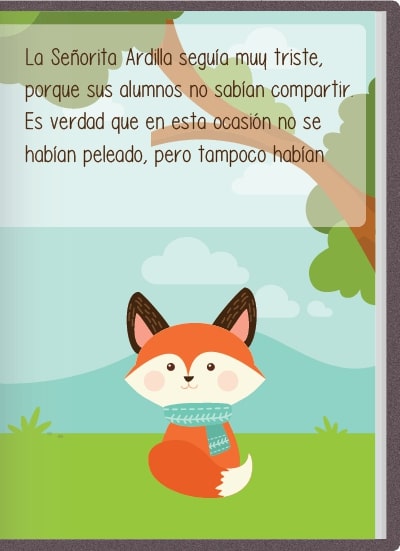 La Señorita Ardilla seguía muy triste,
porque sus alumnos no sabían compartir.
Es verdad que en esta ocasión no se
habían peleado, pero tampoco habían